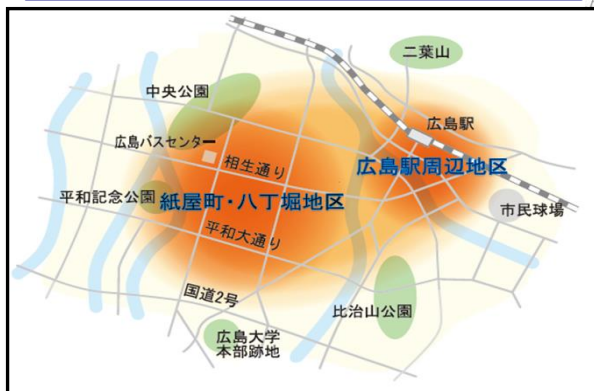 二葉山
中央公園
広島駅
広島バスセンター
相生通り
広島駅周辺地区
平和記念公園
紙屋町・八丁堀地区
市民球場
平和大通り
国道2号
比治山公園
広島大学
本部跡地